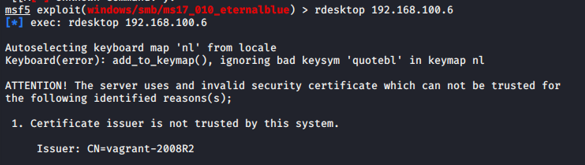 msf5 exploit(windows/smb/ms17_010_eternalblue) > rdesktop 192.168.100.6
[*] exec: rdesktop 192.168.100.6
Autoselecting keyboard map 'nl' from locale
Keyboard(error): add_to_keymap(), ignoring bad keysym 'quotebl' in keymap nl
ATTENTION! The server uses and invalid security certificate which can not be trusted for
the following identified reasons(s);
1. Certificate issuer is not trusted by this system.
Issuer: CN=vagrant-2008R2